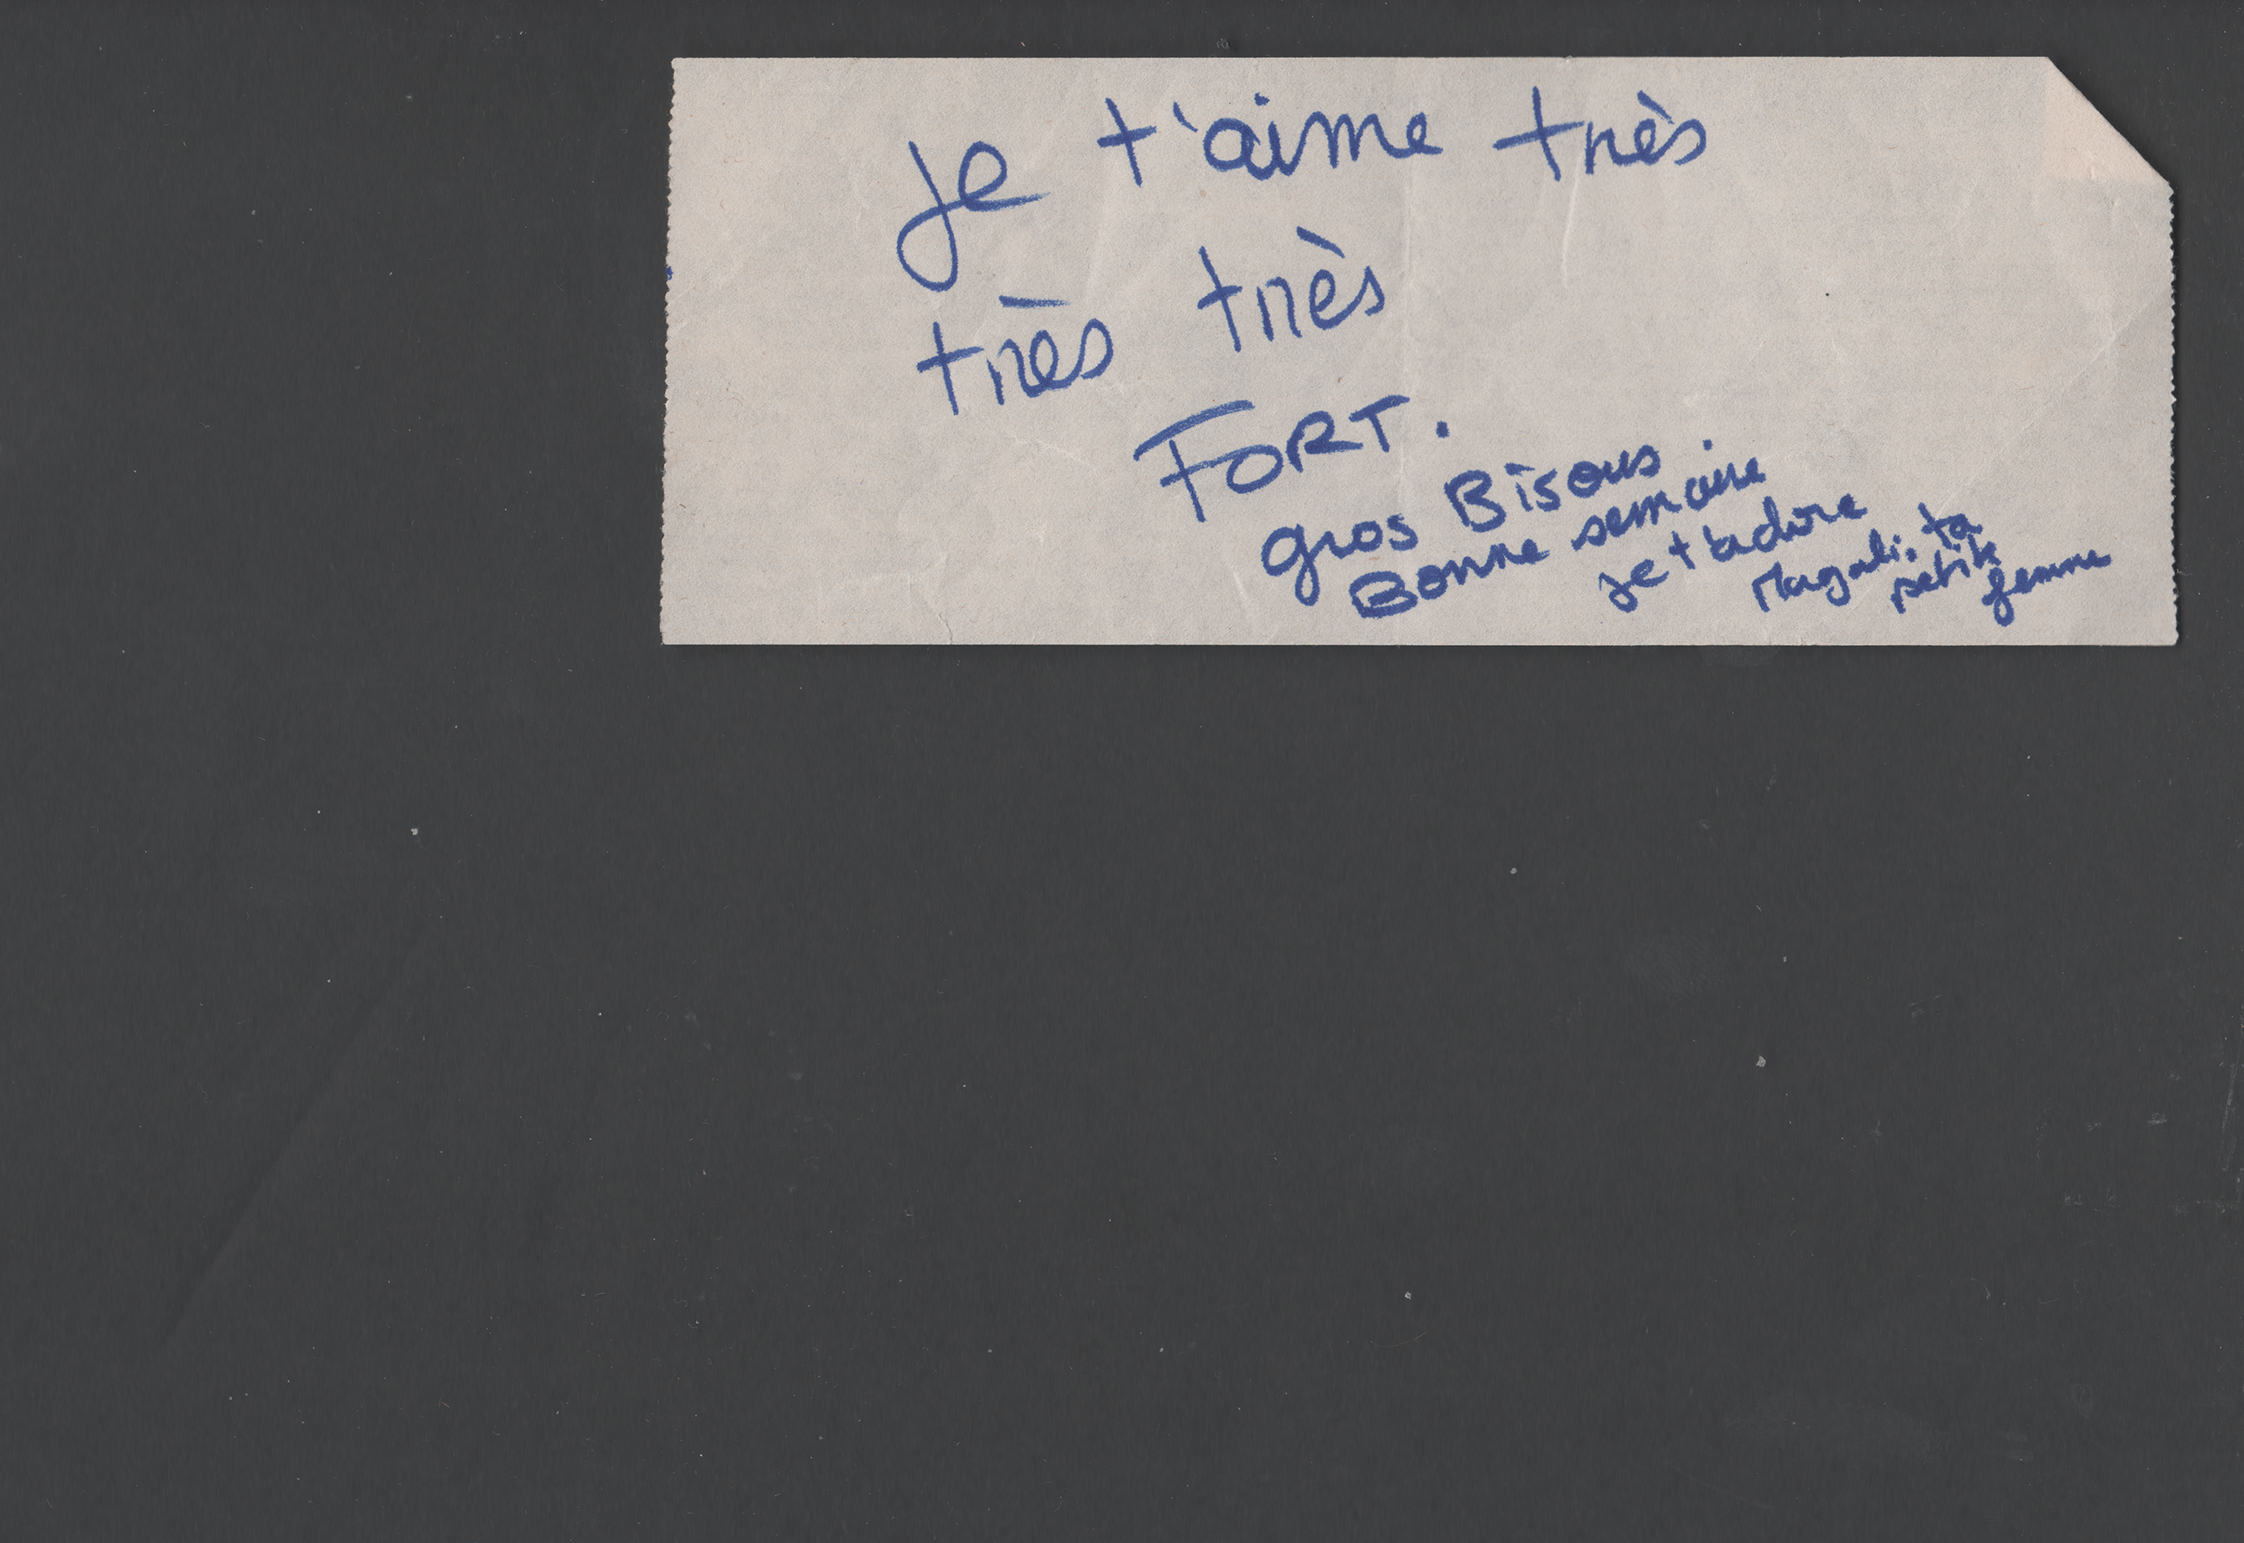 je t'aime très
très très
FORT.
gros Bisous
Bonne semaine
je t'adore
Magali. ta
petite
femme